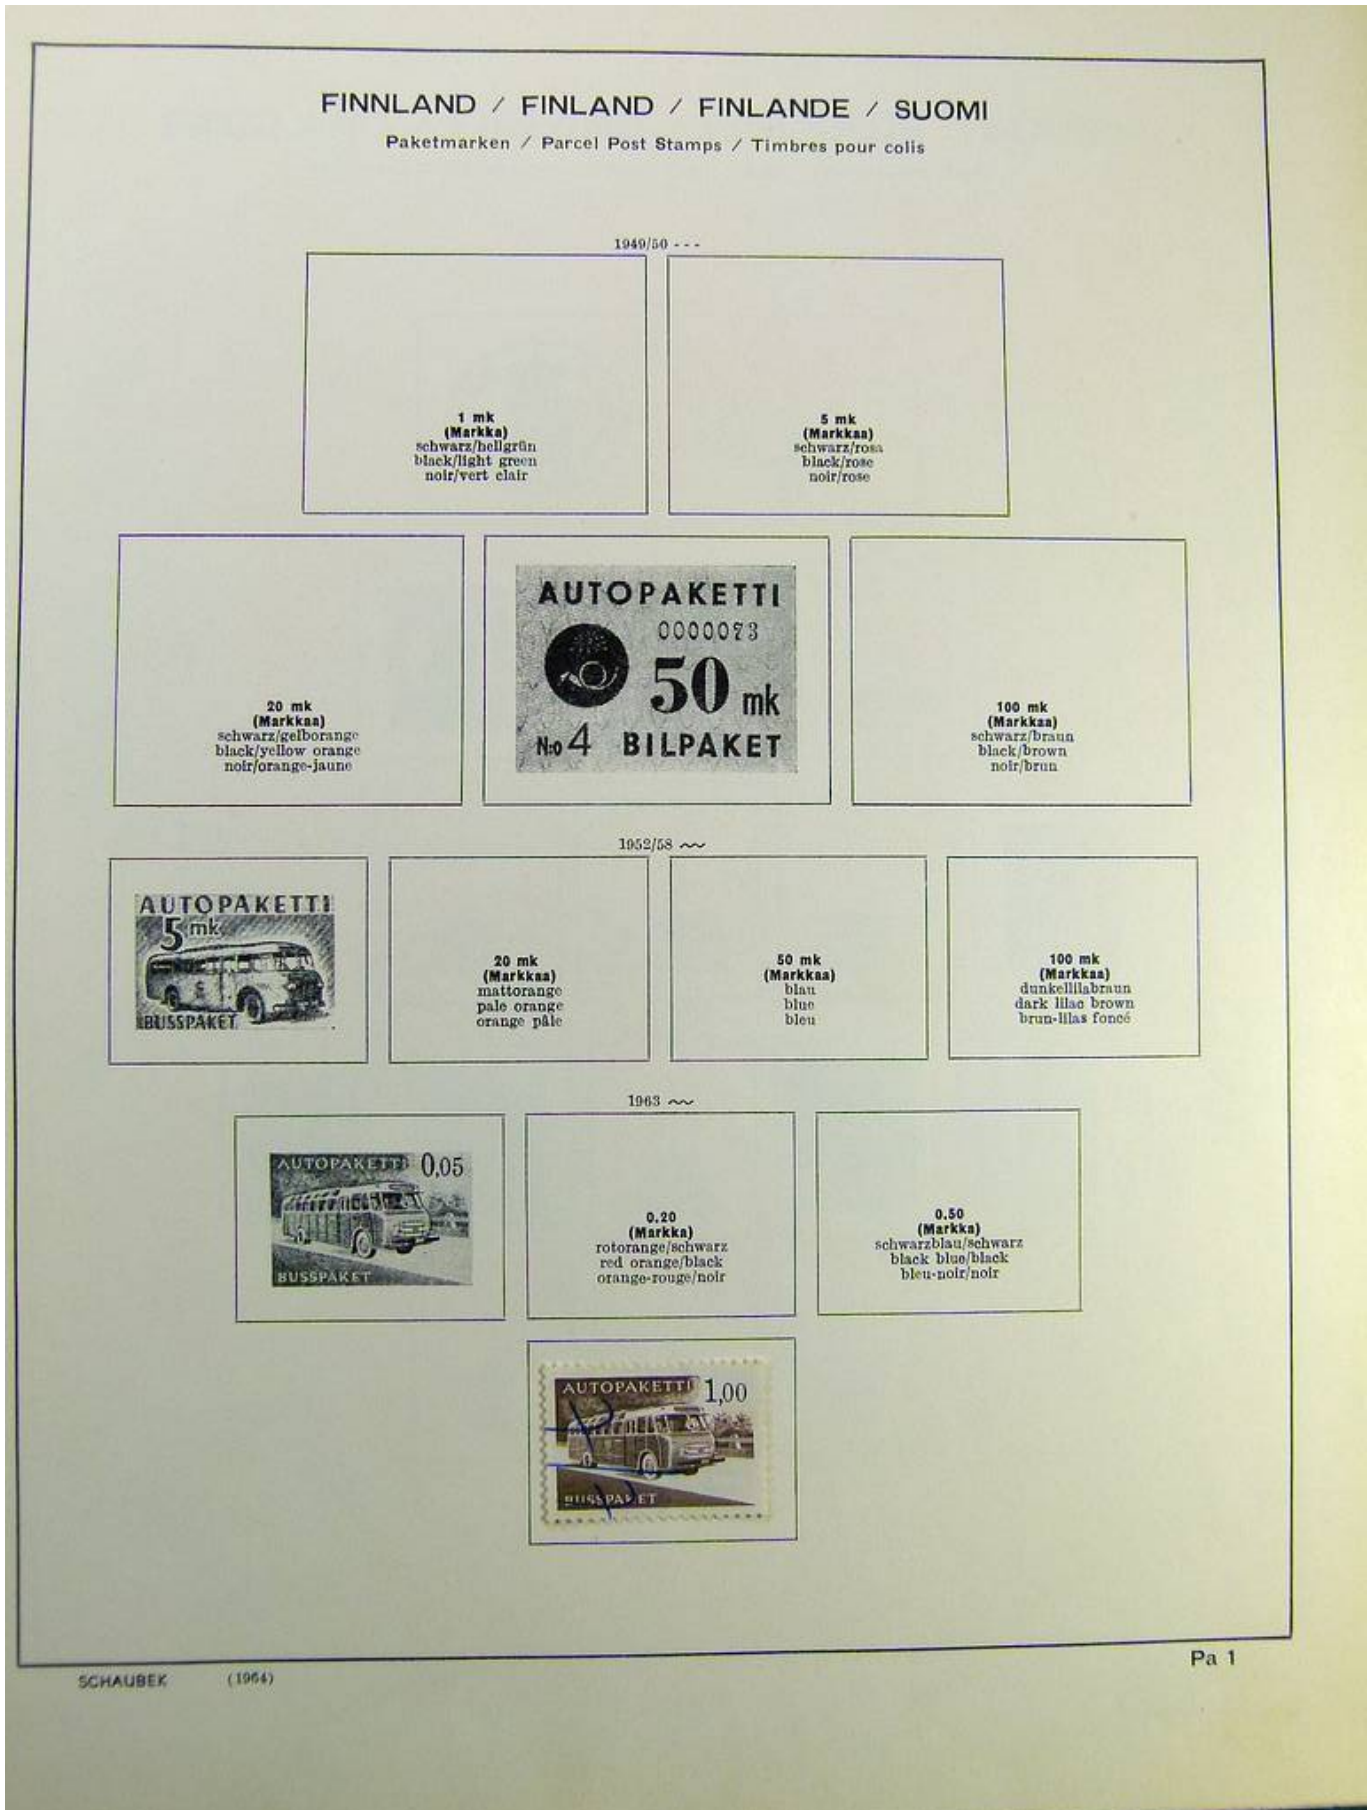 FINNLAND / FINLAND / FINLANDE / SUOMI
Paketmarken / Parcel Post Stamps / Timbres pour colis
1949/50 - - -
1 mk
(Markka)
schwarz/hellgrün
black/light green
noir/vert clair
5 mk
(Markkaa)
schwarz/rosa
black/rose
noir/rose
20 mk
(Markkaa)
schwarz/gelborange
black/yellow orange
noir/orange-jaune
AUTOPAKETTI
0000073
50 mk
N:o 4 BILPAKET
100 mk
(Markkaa)
schwarz/braun
black/brown
noir/brun
1952/58
AUTOPAKETTI
5 mk
BUSSPAKET
20 mk
(Markkaa)
mattorange
pale orange
orange pâle
50 mk
(Markkaa)
blau
blue
bleu
100 mk
(Markkaa)
dunkellilabraun
dark lilac brown
brun-lilas foncé
1963
AUTOPAKETTI 0,05
BUSSPAKET
0.20
(Markka)
rotorange/schwarz
red orange/black
orange-rouge/noir
0.50
(Markka)
schwarzblau/schwarz
black blue/black
bleu-noir/noir
AUTOPAKETTI 1,00
BUSSPAKET
Pa 1
SCHAUBEK (1964)